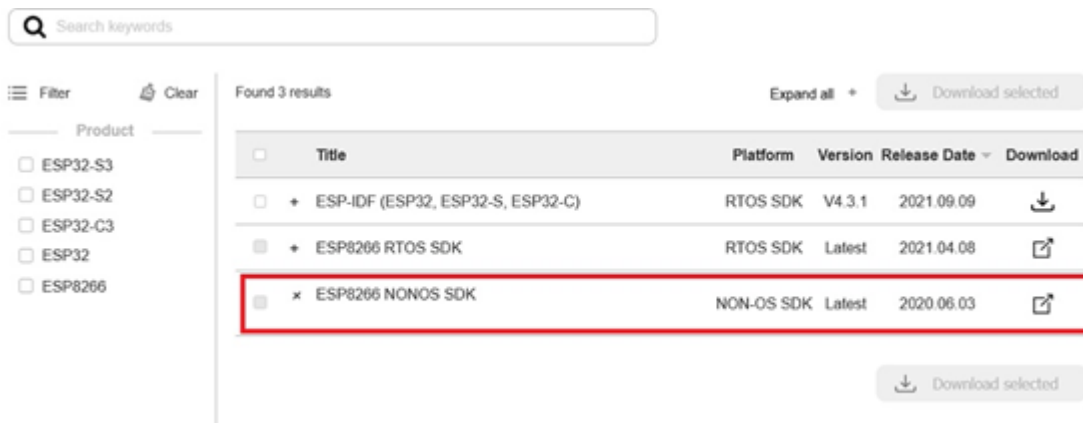 Search keywords
Filter Clear
Product
ESP32-S3
ESP32-S2
ESP32-C3
ESP32
ESP8266
Found 3 results Expand all + Download selected
Title Platform Version Release Date Download
+ ESP-IDF (ESP32, ESP32-S, ESP32-C) RTOS SDK V4.3.1 2021.09.09
+ ESP8266 RTOS SDK RTOS SDK Latest 2021.04.08
× ESP8266 NONOS SDK NON-OS SDK Latest 2020.06.03
Download selected